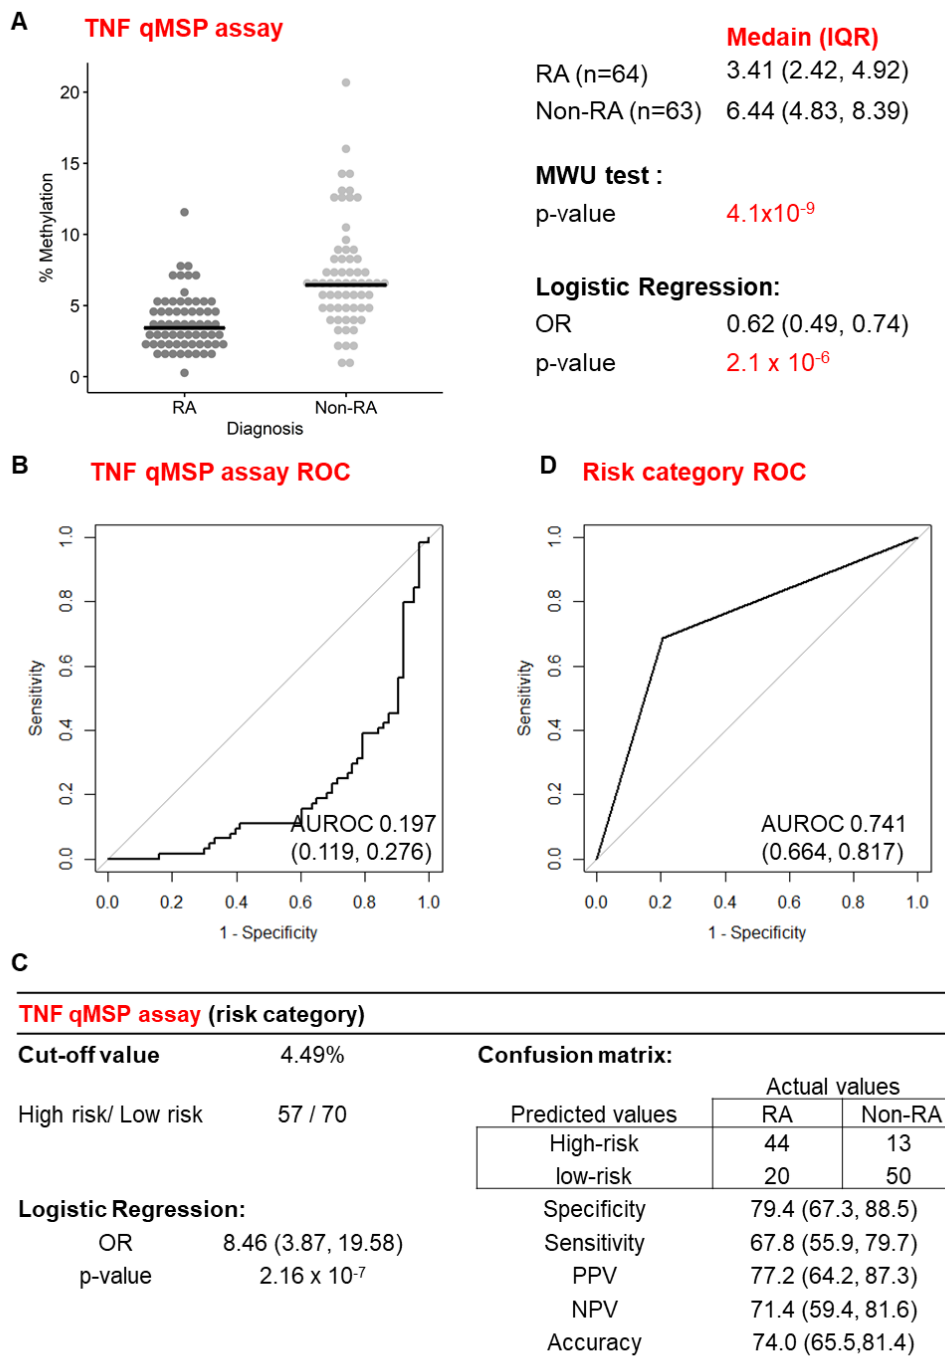 A
TNF qMSP assay
% Methylation
20
15
10
5
0
RA
Non-RA
Diagnosis
Medain (IQR)
RA (n=64) 3.41 (2.42, 4.92)
Non-RA (n=63) 6.44 (4.83, 8.39)
MWU test :
p-value 4.1x10⁻⁹
Logistic Regression:
OR 0.62 (0.49, 0.74)
p-value 2.1 x 10⁻⁶
B
TNF qMSP assay ROC
Sensitivity
1.0
0.8
0.6
0.4
0.2
0.0
AUROC 0.197
(0.119, 0.276)
0.0 0.2 0.4 0.6 0.8 1.0
1 - Specificity
D
Risk category ROC
Sensitivity
1.0
0.8
0.6
0.4
0.2
0.0
AUROC 0.741
(0.664, 0.817)
0.0 0.2 0.4 0.6 0.8 1.0
1 - Specificity
C
TNF qMSP assay (risk category)
Cut-off value 4.49%
High risk/ Low risk 57 / 70
Logistic Regression:
OR 8.46 (3.87, 19.58)
p-value 2.16 x 10⁻⁷
Confusion matrix:
Actual values
Predicted values RA Non-RA
High-risk 44 13
low-risk 20 50
Specificity 79.4 (67.3, 88.5)
Sensitivity 67.8 (55.9, 79.7)
PPV 77.2 (64.2, 87.3)
NPV 71.4 (59.4, 81.6)
Accuracy 74.0 (65.5,81.4)